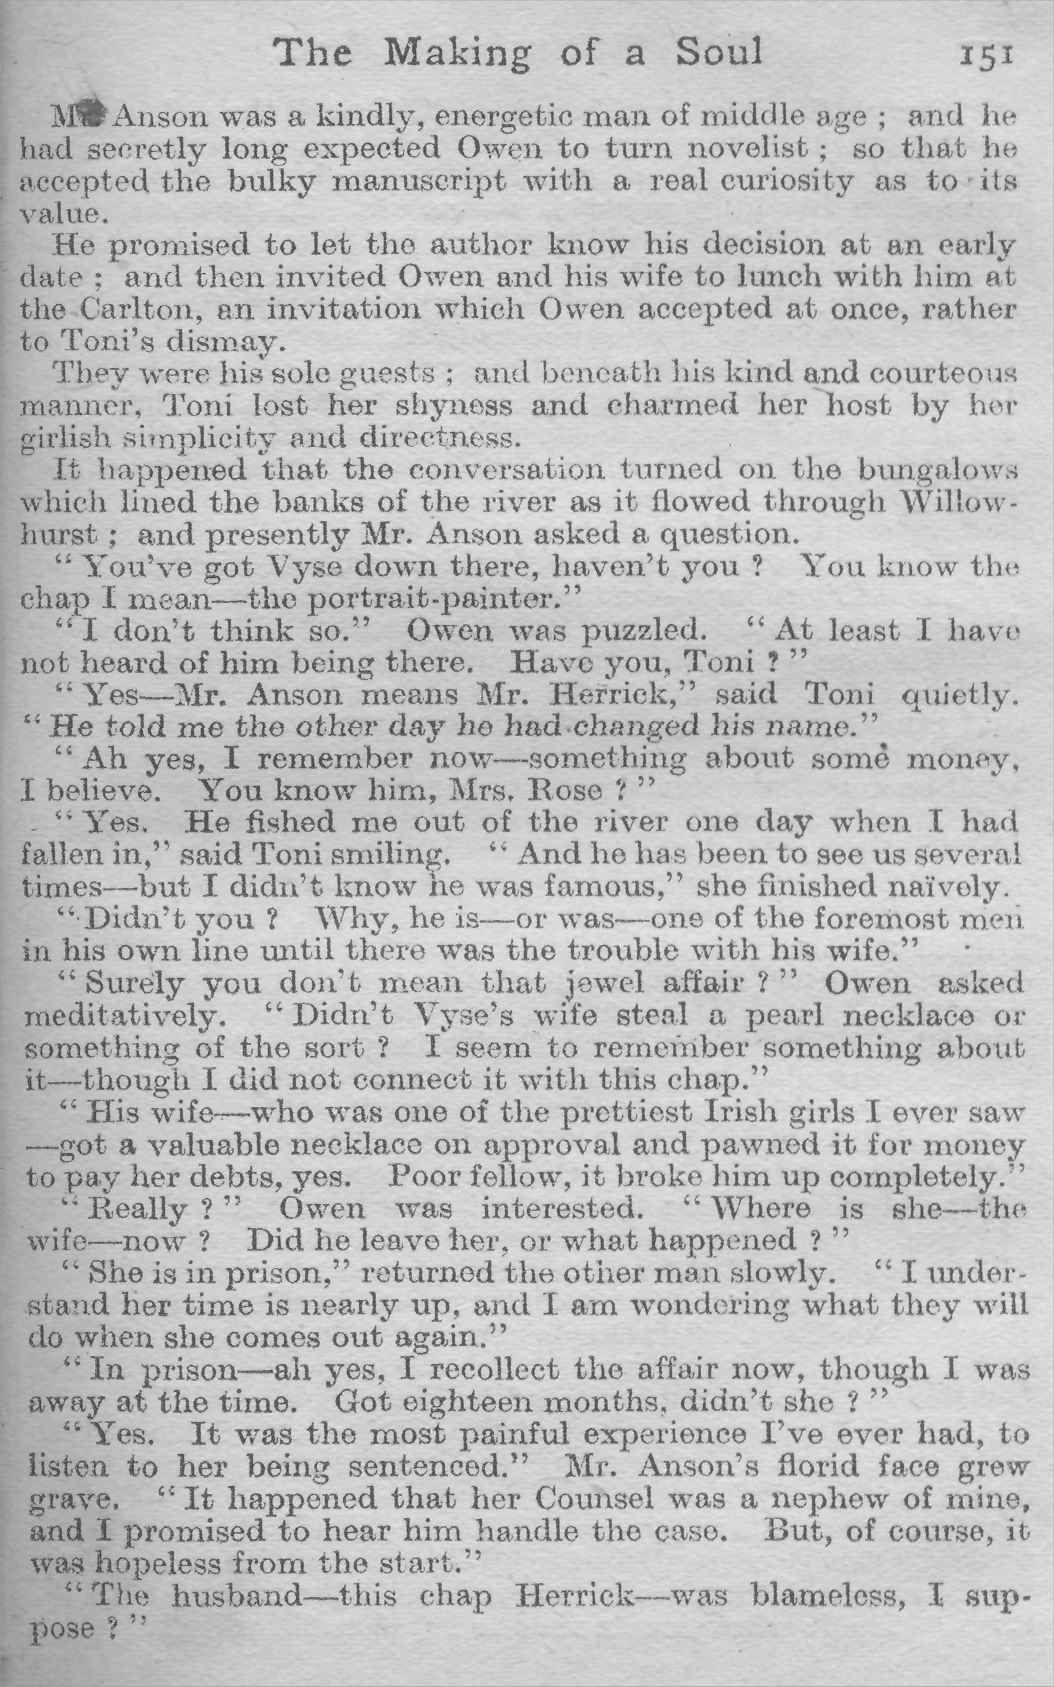 The Making of a Soul 151
Mr Anson was a kindly, energetic man of middle age ; and he
had secretly long expected Owen to turn novelist ; so that he
accepted the bulky manuscript with a real curiosity as to its
value.
He promised to let the author know his decision at an early
date ; and then invited Owen and his wife to lunch with him at
the Carlton, an invitation which Owen accepted at once, rather
to Toni's dismay.
They were his sole guests ; and beneath his kind and courteous
manner, Toni lost her shyness and charmed her host by her
girlish simplicity and directness.
It happened that the conversation turned on the bungalows
which lined the banks of the river as it flowed through Willow-
hurst ; and presently Mr. Anson asked a question.
“ You've got Vyse down there, haven't you ? You know the
chap I mean—the portrait-painter.”
“ I don't think so.” Owen was puzzled. “ At least I have
not heard of him being there. Have you, Toni ? ”
“ Yes—Mr. Anson means Mr. Herrick,” said Toni quietly.
“ He told me the other day he had changed his name.”
“ Ah yes, I remember now—something about some money,
I believe. You know him, Mrs. Rose ? ”
“ Yes. He fished me out of the river one day when I had
fallen in,” said Toni smiling. “ And he has been to see us several
times—but I didn't know he was famous,” she finished naïvely.
“ Didn't you ? Why, he is—or was—one of the foremost men
in his own line until there was the trouble with his wife.”
“ Surely you don't mean that jewel affair ? ” Owen asked
meditatively. “ Didn't Vyse's wife steal a pearl necklace or
something of the sort ? I seem to remember something about
it—though I did not connect it with this chap.”
“ His wife—who was one of the prettiest Irish girls I ever saw
—got a valuable necklace on approval and pawned it for money
to pay her debts, yes. Poor fellow, it broke him up completely.”
“ Really ? ” Owen was interested. “ Where is she—the
wife—now ? Did he leave her, or what happened ? ”
“ She is in prison,” returned the other man slowly. “ I under-
stand her time is nearly up, and I am wondering what they will
do when she comes out again.”
“ In prison—ah yes, I recollect the affair now, though I was
away at the time. Got eighteen months, didn't she ? ”
“ Yes. It was the most painful experience I've ever had, to
listen to her being sentenced.” Mr. Anson's florid face grew
grave. “ It happened that her Counsel was a nephew of mine,
and I promised to hear him handle the case. But, of course, it
was hopeless from the start.”
“ The husband—this chap Herrick—was blameless, I sup-
pose ? ”